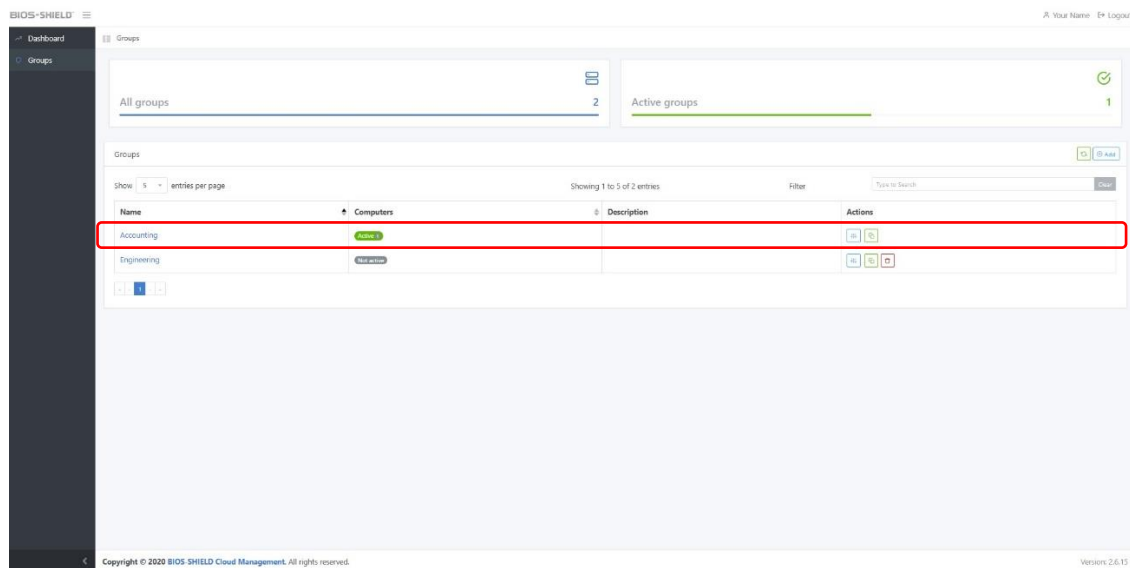 BIOS-SHIELD Your Name Logout
Dashboard Groups
Groups
All groups 2 Active groups 1
Groups Add
Show 5 entries per page Showing 1 to 5 of 2 entries Filter Type to Search Clear
Name Computers Description Actions
Accounting Active 1
Engineering Not active
1
Copyright © 2020 BIOS-SHIELD Cloud Management. All rights reserved. Version: 2.6.15